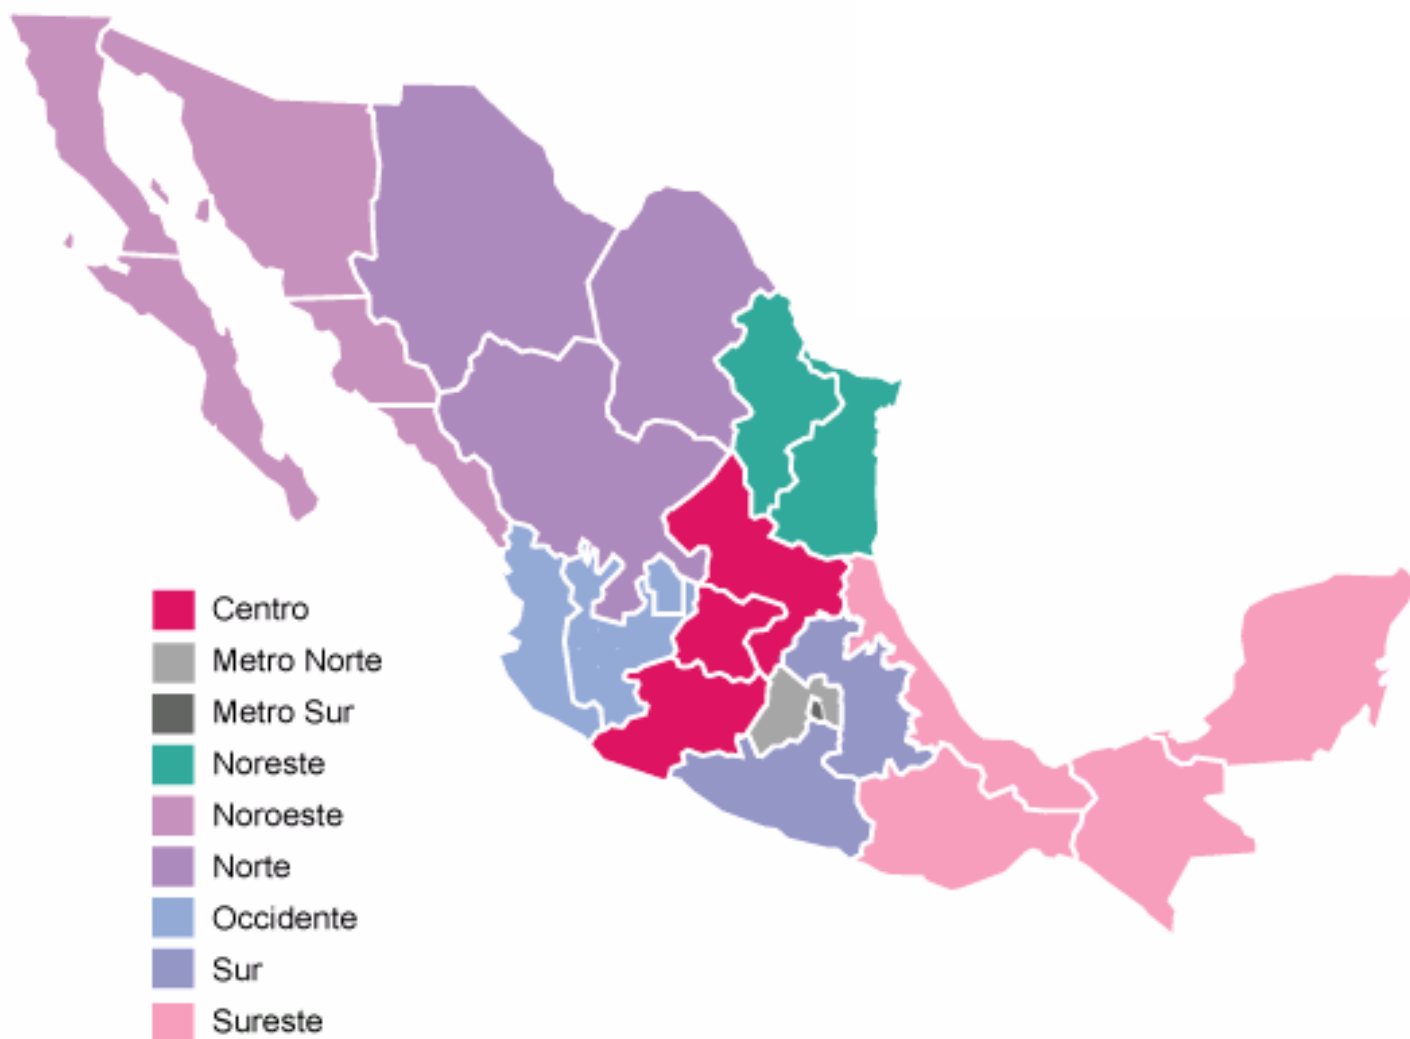 Centro
Metro Norte
Metro Sur
Noreste
Noroeste
Norte
Occidente
Sur
Sureste